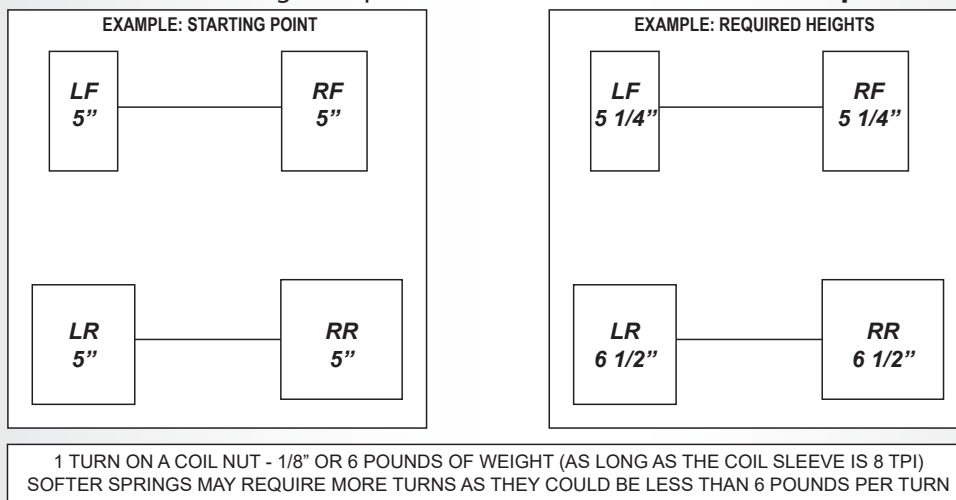 EXAMPLE: STARTING POINT
LF
5”
RF
5”
LR
5”
RR
5”
EXAMPLE: REQUIRED HEIGHTS
LF
5 1/4”
RF
5 1/4”
LR
6 1/2”
RR
6 1/2”
1 TURN ON A COIL NUT - 1/8” OR 6 POUNDS OF WEIGHT (AS LONG AS THE COIL SLEEVE IS 8 TPI)
SOFTER SPRINGS MAY REQUIRE MORE TURNS AS THEY COULD BE LESS THAN 6 POUNDS PER TURN